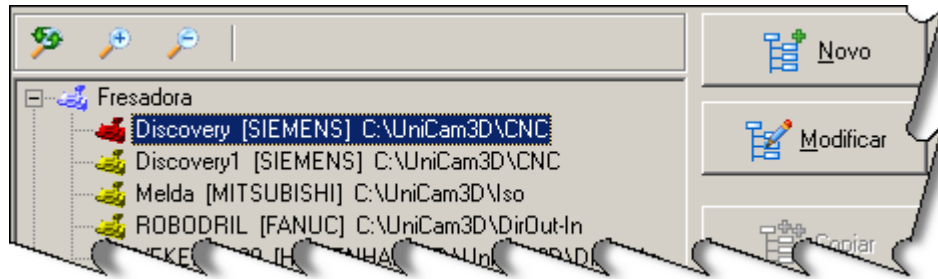 Novo
Fresadora
Discovery [SIEMENS] C:\UniCam3D\CNC
Discovery1 [SIEMENS] C:\UniCam3D\CNC
Modificar
Melda [MITSUBISHI] C:\UniCam3D\Iso
ROBODRIL [FANUC] C:\UniCam3D\DirOut-In
Copiar